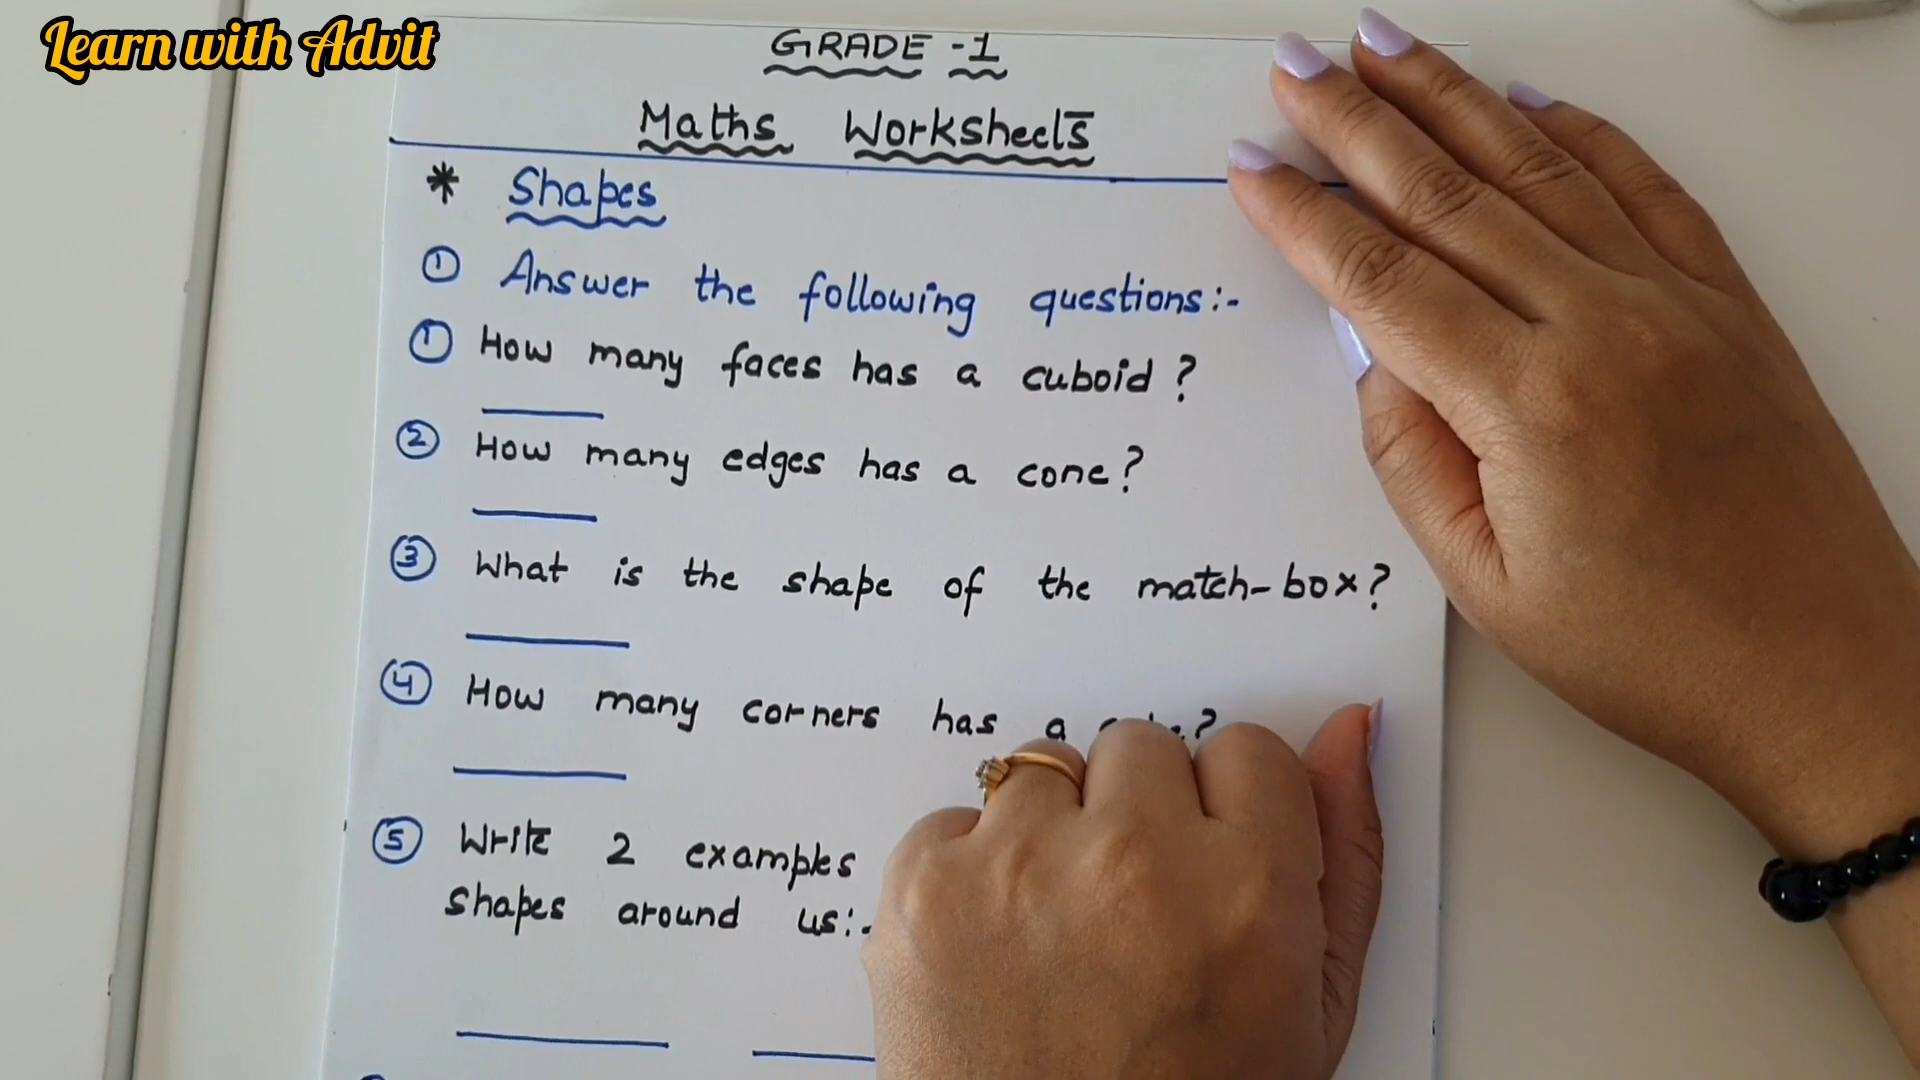 Learn with Advit
GRADE - 1
Maths Worksheets
* Shapes
① Answer the following questions:-
① How many faces has a cuboid ?
② How many edges has a cone?
③ What is the shape of the match-box?
④ How many corners has a ?
⑤ Write 2 examples
shapes around us:-